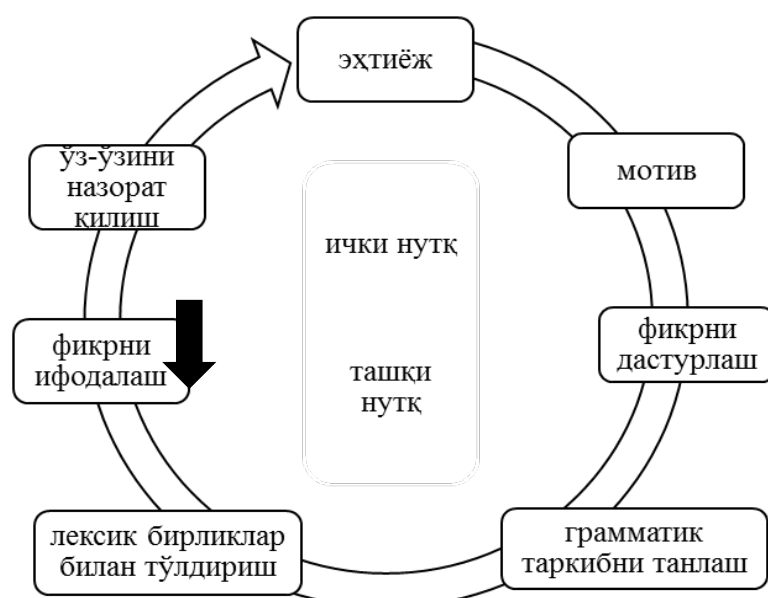 эҳтиёж
мотив
фикрни
дастурлаш
грамматик
таркибни танлаш
лексик бирликлар
билан тўлдириш
фикрни
ифодалаш
ўз-ўзини
назорат
қилиш
ички нутқ
ташқи
нутқ